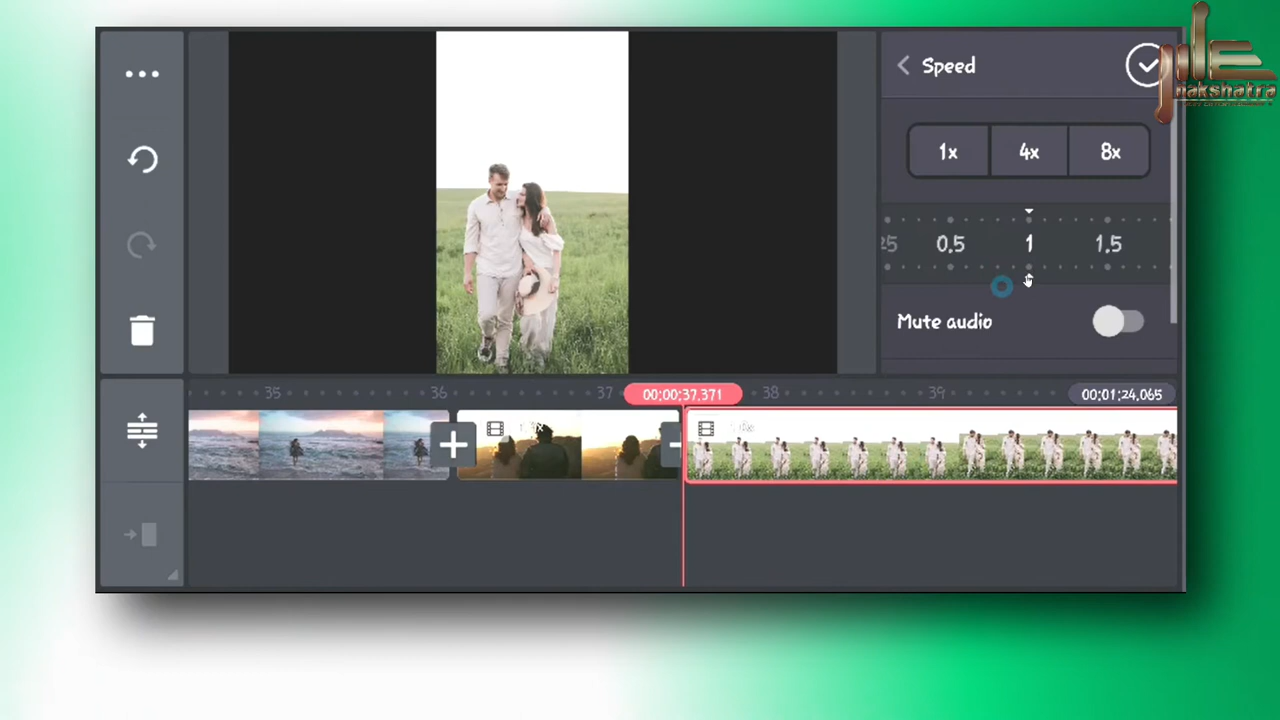 Speed
nakshatra
1x 4x 8x
0,5 1 1,5
Mute audio
35 36 37 38 39
00:00:37.371
00:01:24.065